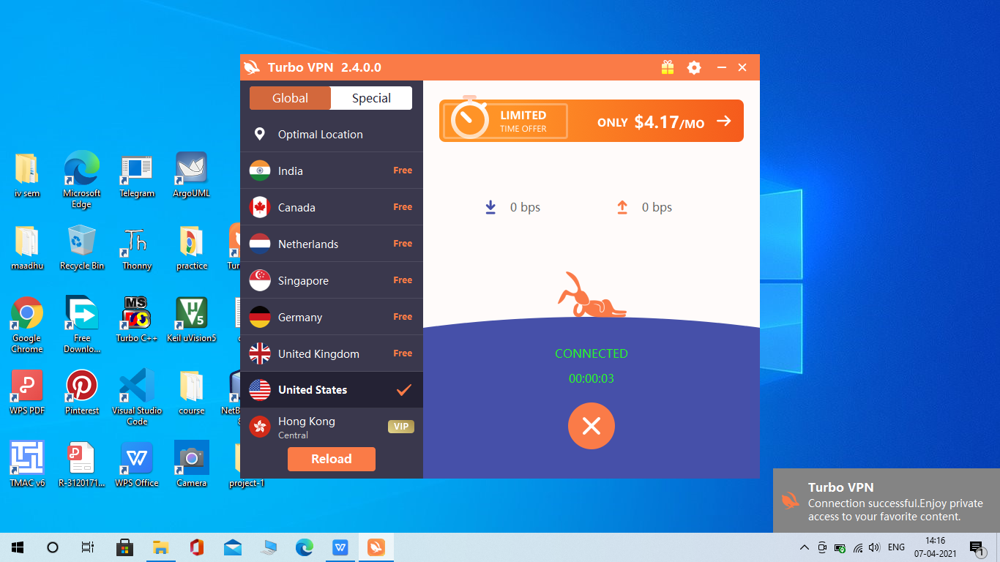 iv sem
Microsoft
Edge
Telegram
ArgoUML
maadhu
Recycle Bin
Thonny
practice
Google
Chrome
Free
Downlo...
MS
Turbo C++
5
Keil uVision5
WPS PDF
Pinterest
Visual Studio
Code
course
TMAC v6
R-3120171...
WPS Office
Camera
project-1
Turbo VPN 2.4.0.0
Global
Special
Optimal Location
India Free
Canada Free
Netherlands Free
Singapore Free
Germany Free
United Kingdom Free
United States
Hong Kong
Central
VIP
Reload
LIMITED
TIME OFFER
ONLY $4.17/MO
0 bps
0 bps
CONNECTED
00:00:03
Turbo VPN
Connection successful.Enjoy private
access to your favorite content.
ENG
14:16
07-04-2021
1